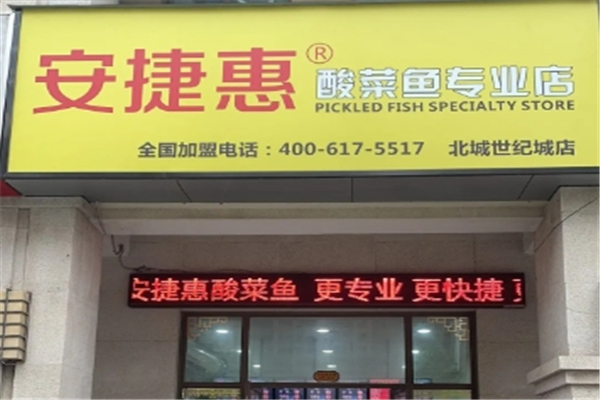 安捷惠® 酸菜鱼专业店
PICKLED FISH SPECIALTY STORE
全国加盟电话：400-617-5517 北城世纪城店
安捷惠酸菜鱼 更专业 更快捷